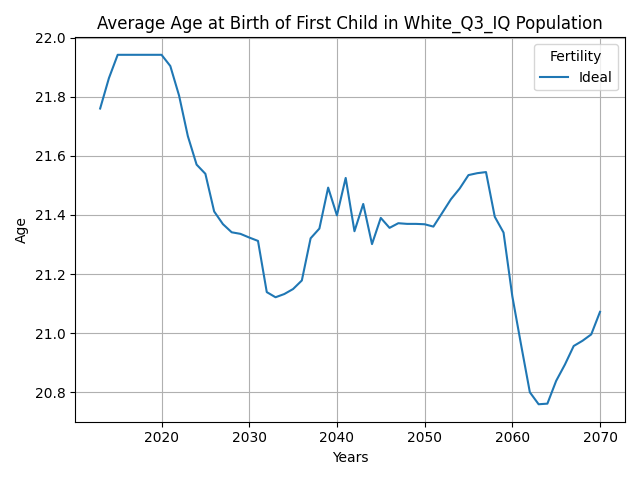 Average Age at Birth of First Child in White_Q3_IQ Population
Fertility
Ideal
Age
22.0
21.8
21.6
21.4
21.2
21.0
20.8
2020 2030 2040 2050 2060 2070
Years